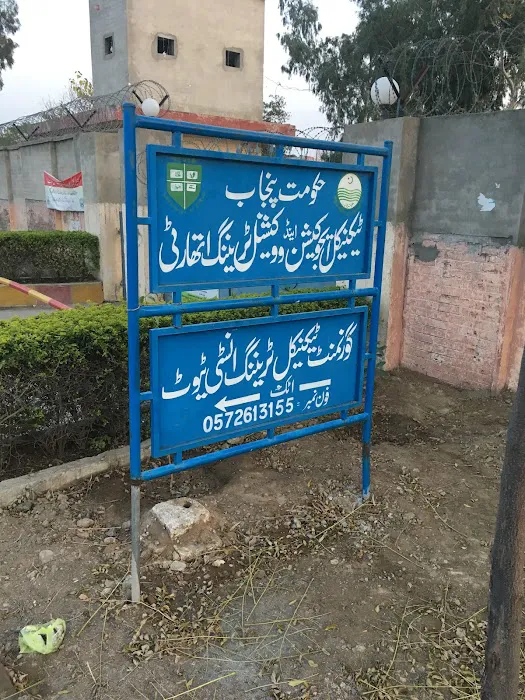 حکومت پنجاب
ٹیکنیکل ایجوکیشن اینڈ ووکیشنل ٹریننگ اتھارٹی
گورنمنٹ ٹیکنیکل ٹریننگ انسٹی ٹیوٹ
اٹک
فون نمبر: 0572613155